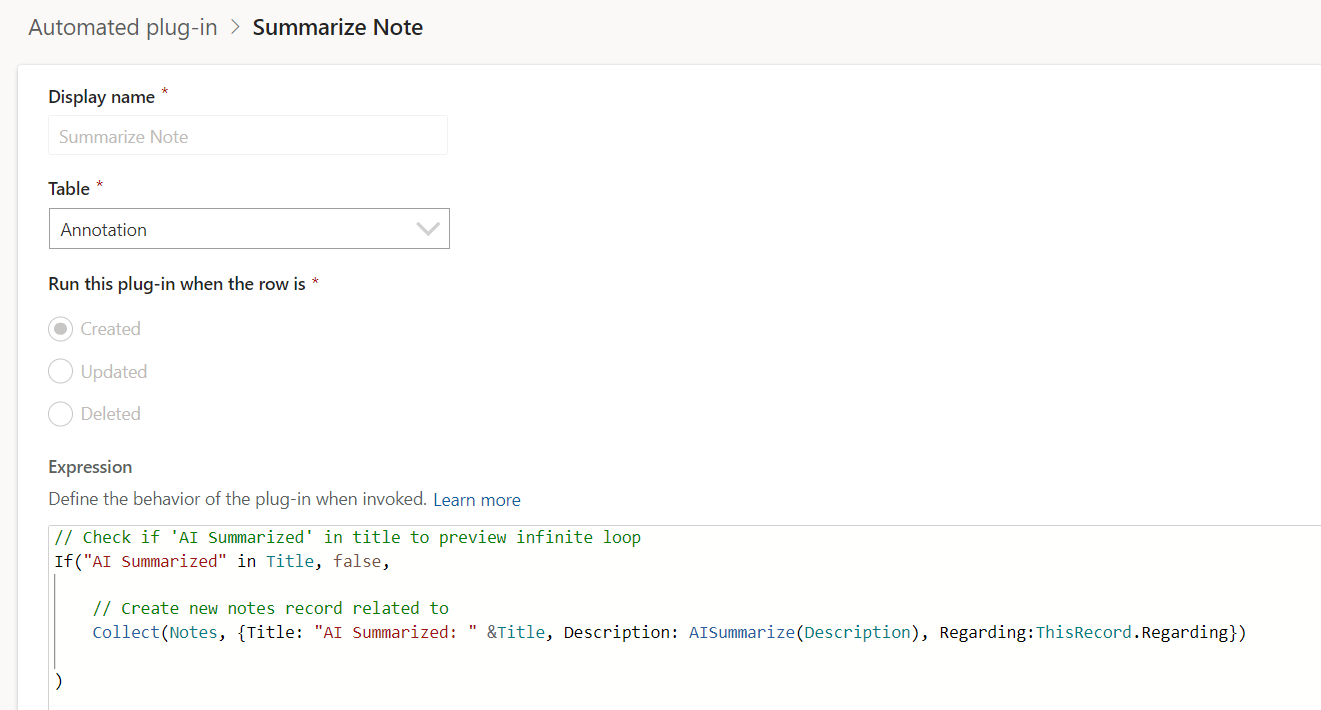 Automated plug-in > Summarize Note
Display name *
Summarize Note
Table *
Annotation
Run this plug-in when the row is *
Created
Updated
Deleted
Expression
Define the behavior of the plug-in when invoked. Learn more
// Check if 'AI Summarized' in title to preview infinite loop
If("AI Summarized" in Title, false,
// Create new notes record related to
Collect(Notes, {Title: "AI Summarized: " &Title, Description: AISummarize(Description), Regarding:ThisRecord.Regarding})
)